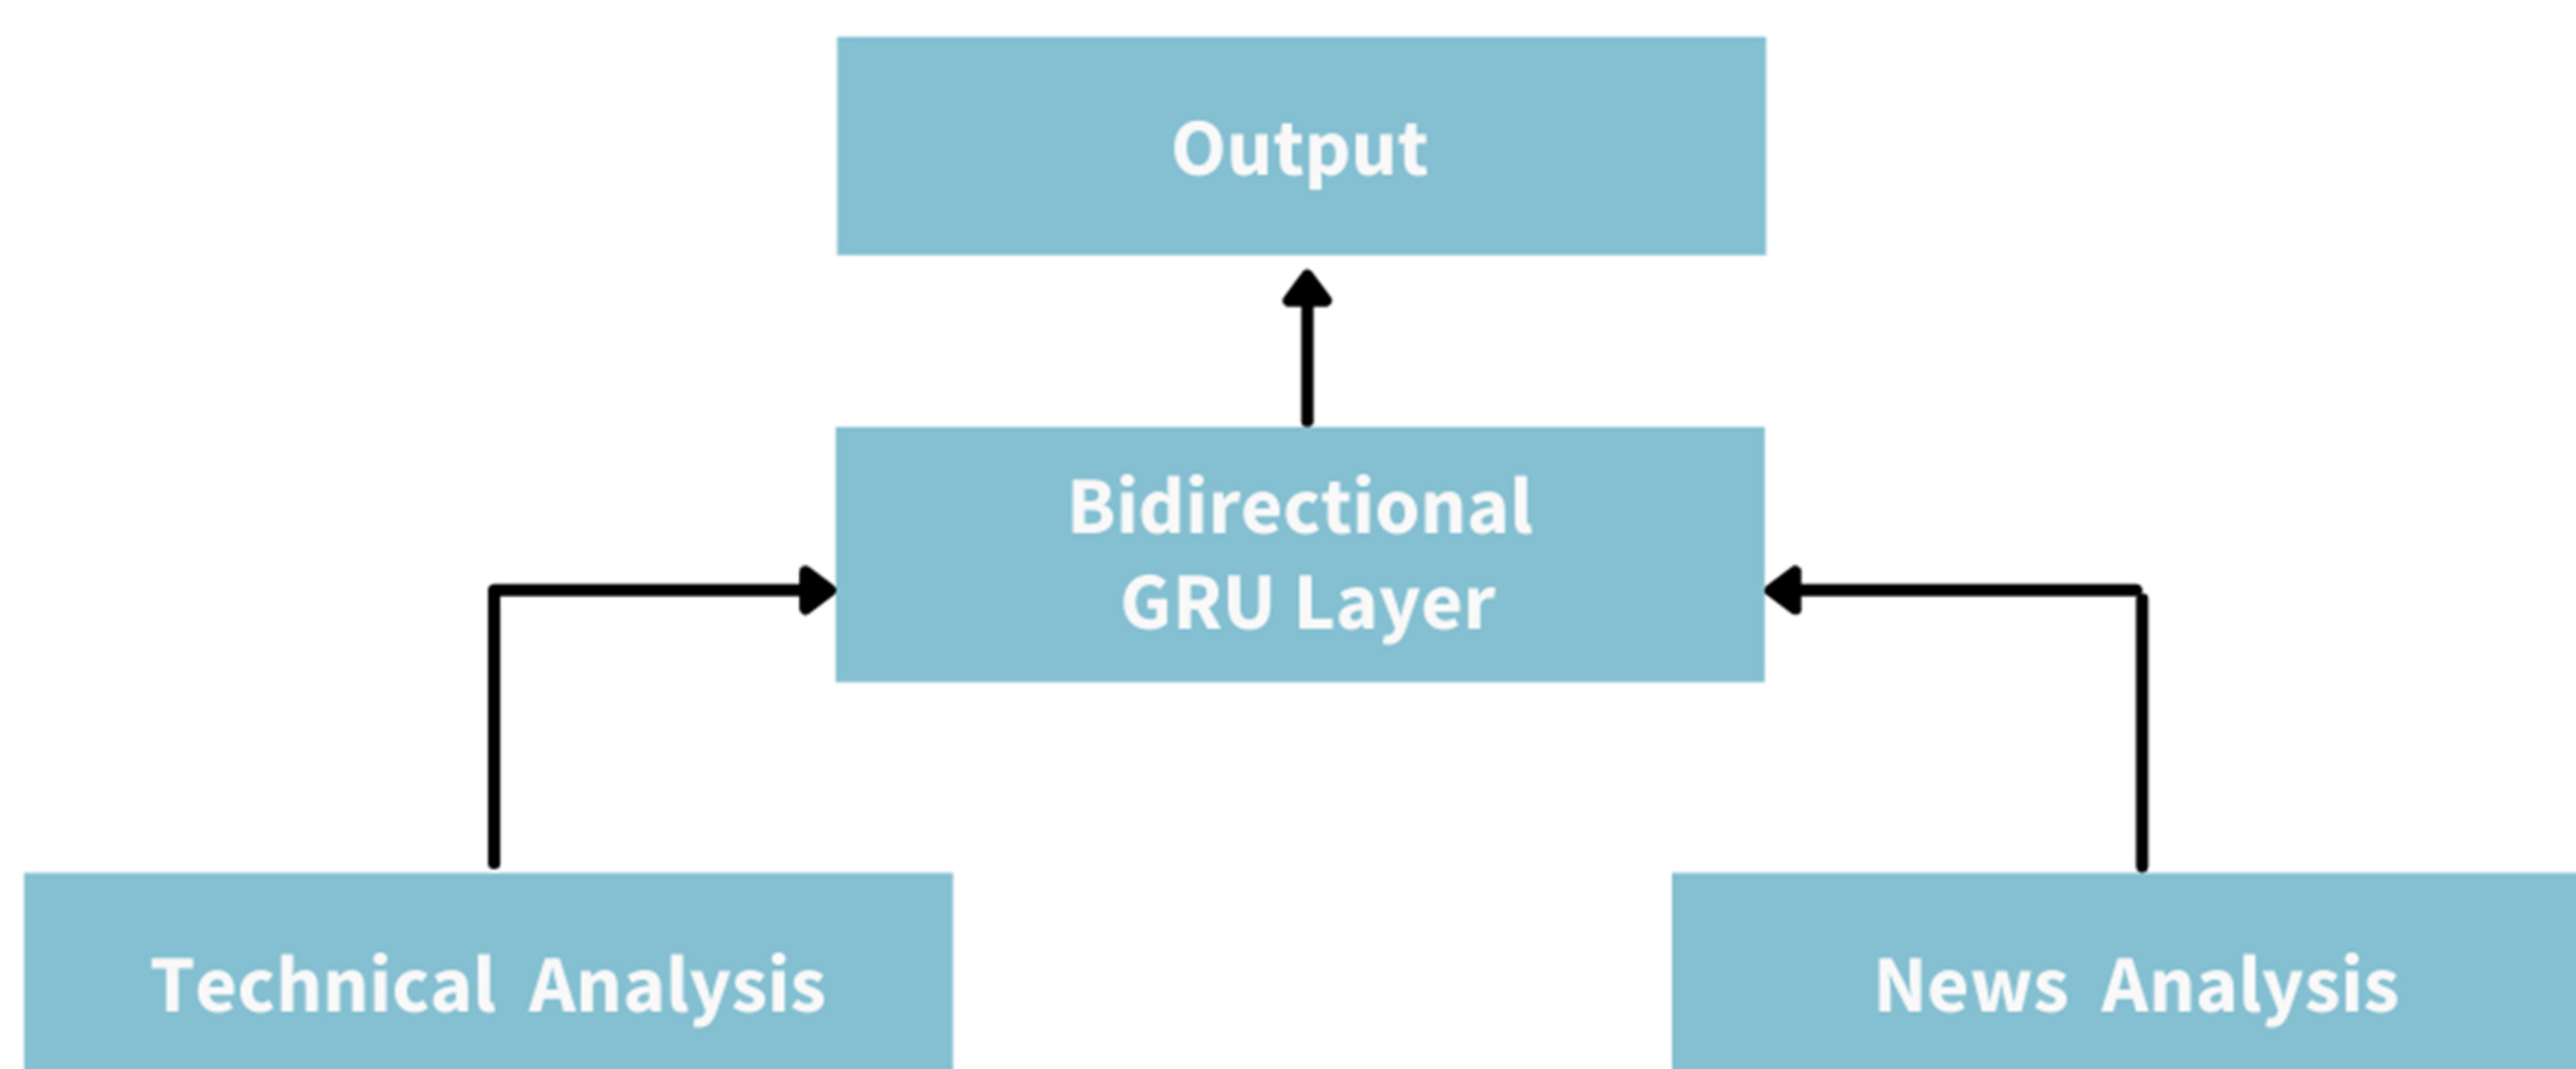 Output
Bidirectional
GRU Layer
Technical Analysis
News Analysis